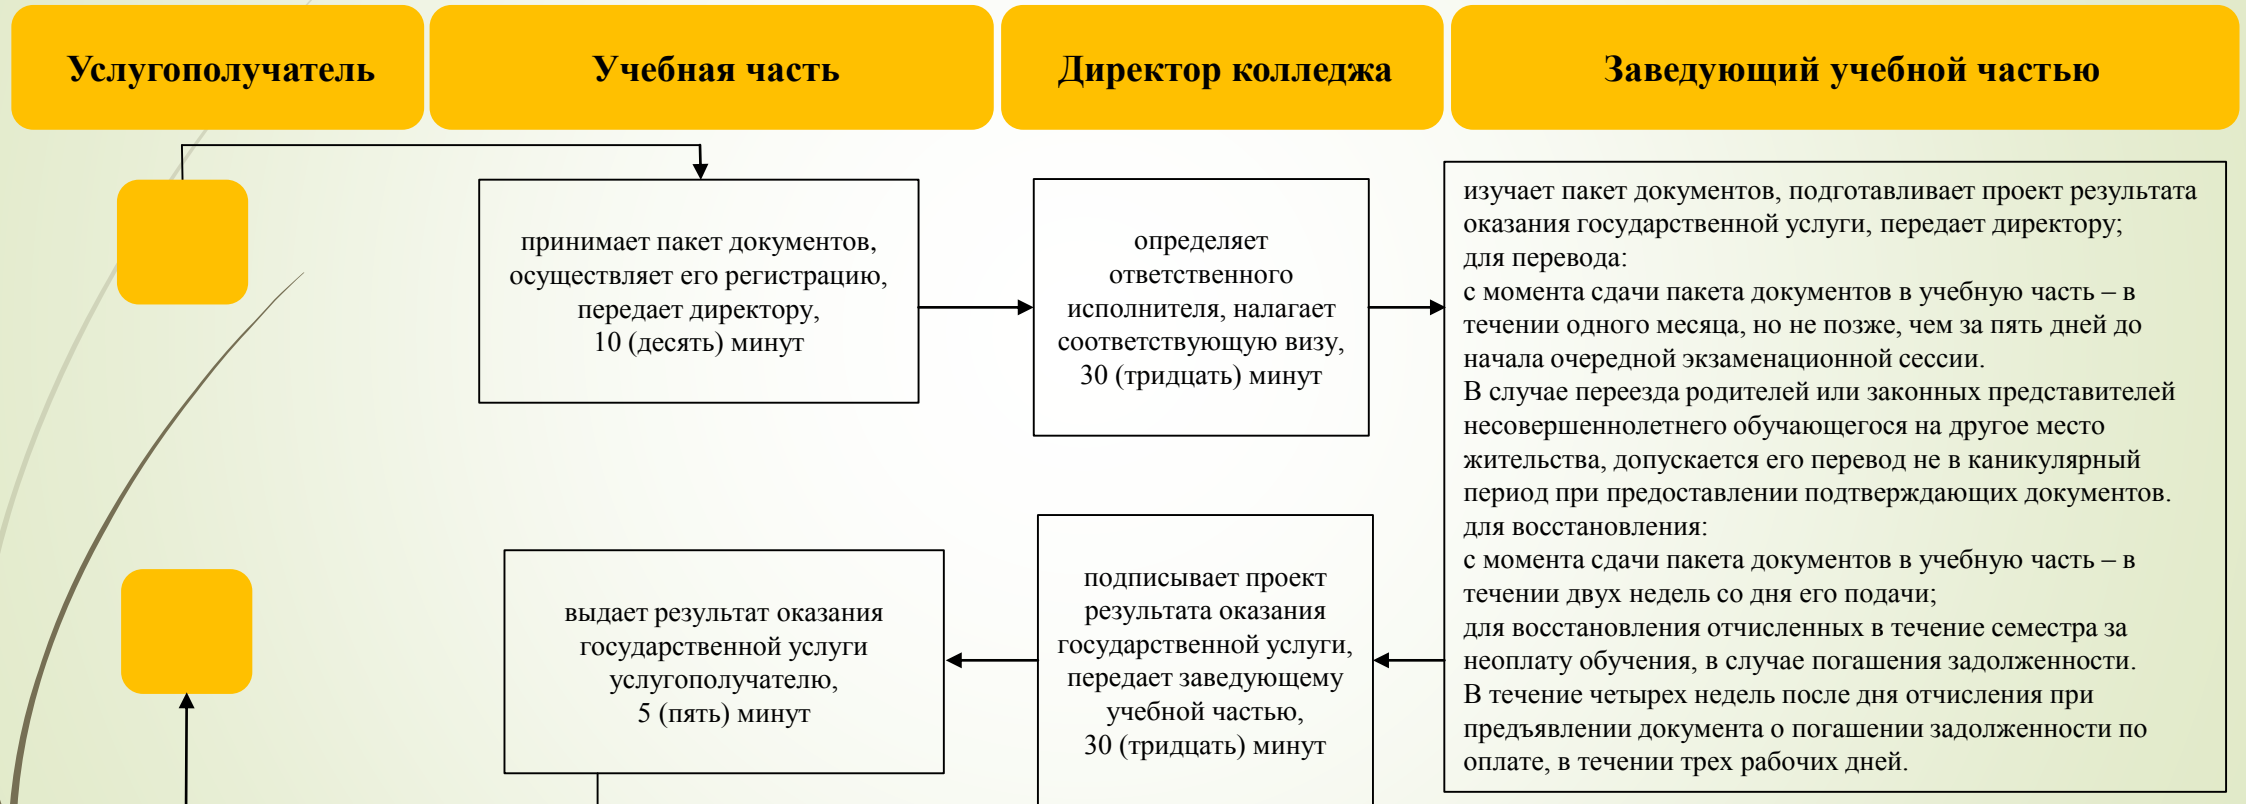 Услугополучатель
Учебная часть
Директор колледжа
Заведующий учебной частью
принимает пакет документов,
осуществляет его регистрацию,
передает директору,
10 (десять) минут
определяет
ответственного
исполнителя, налагает
соответствующую визу,
30 (тридцать) минут
изучает пакет документов, подготавливает проект результата
оказания государственной услуги, передает директору;
для перевода:
с момента сдачи пакета документов в учебную часть – в
течении одного месяца, но не позже, чем за пять дней до
начала очередной экзаменационной сессии.
В случае переезда родителей или законных представителей
несовершеннолетнего обучающегося на другое место
жительства, допускается его перевод не в каникулярный
период при предоставлении подтверждающих документов.
для восстановления:
с момента сдачи пакета документов в учебную часть – в
течении двух недель со дня его подачи;
для восстановления отчисленных в течение семестра за
неоплату обучения, в случае погашения задолженности.
В течение четырех недель после дня отчисления при
предъявлении документа о погашении задолженности по
оплате, в течении трех рабочих дней.
выдает результат оказания
государственной услуги
услугополучателю,
5 (пять) минут
подписывает проект
результата оказания
государственной услуги,
передает заведующему
учебной частью,
30 (тридцать) минут